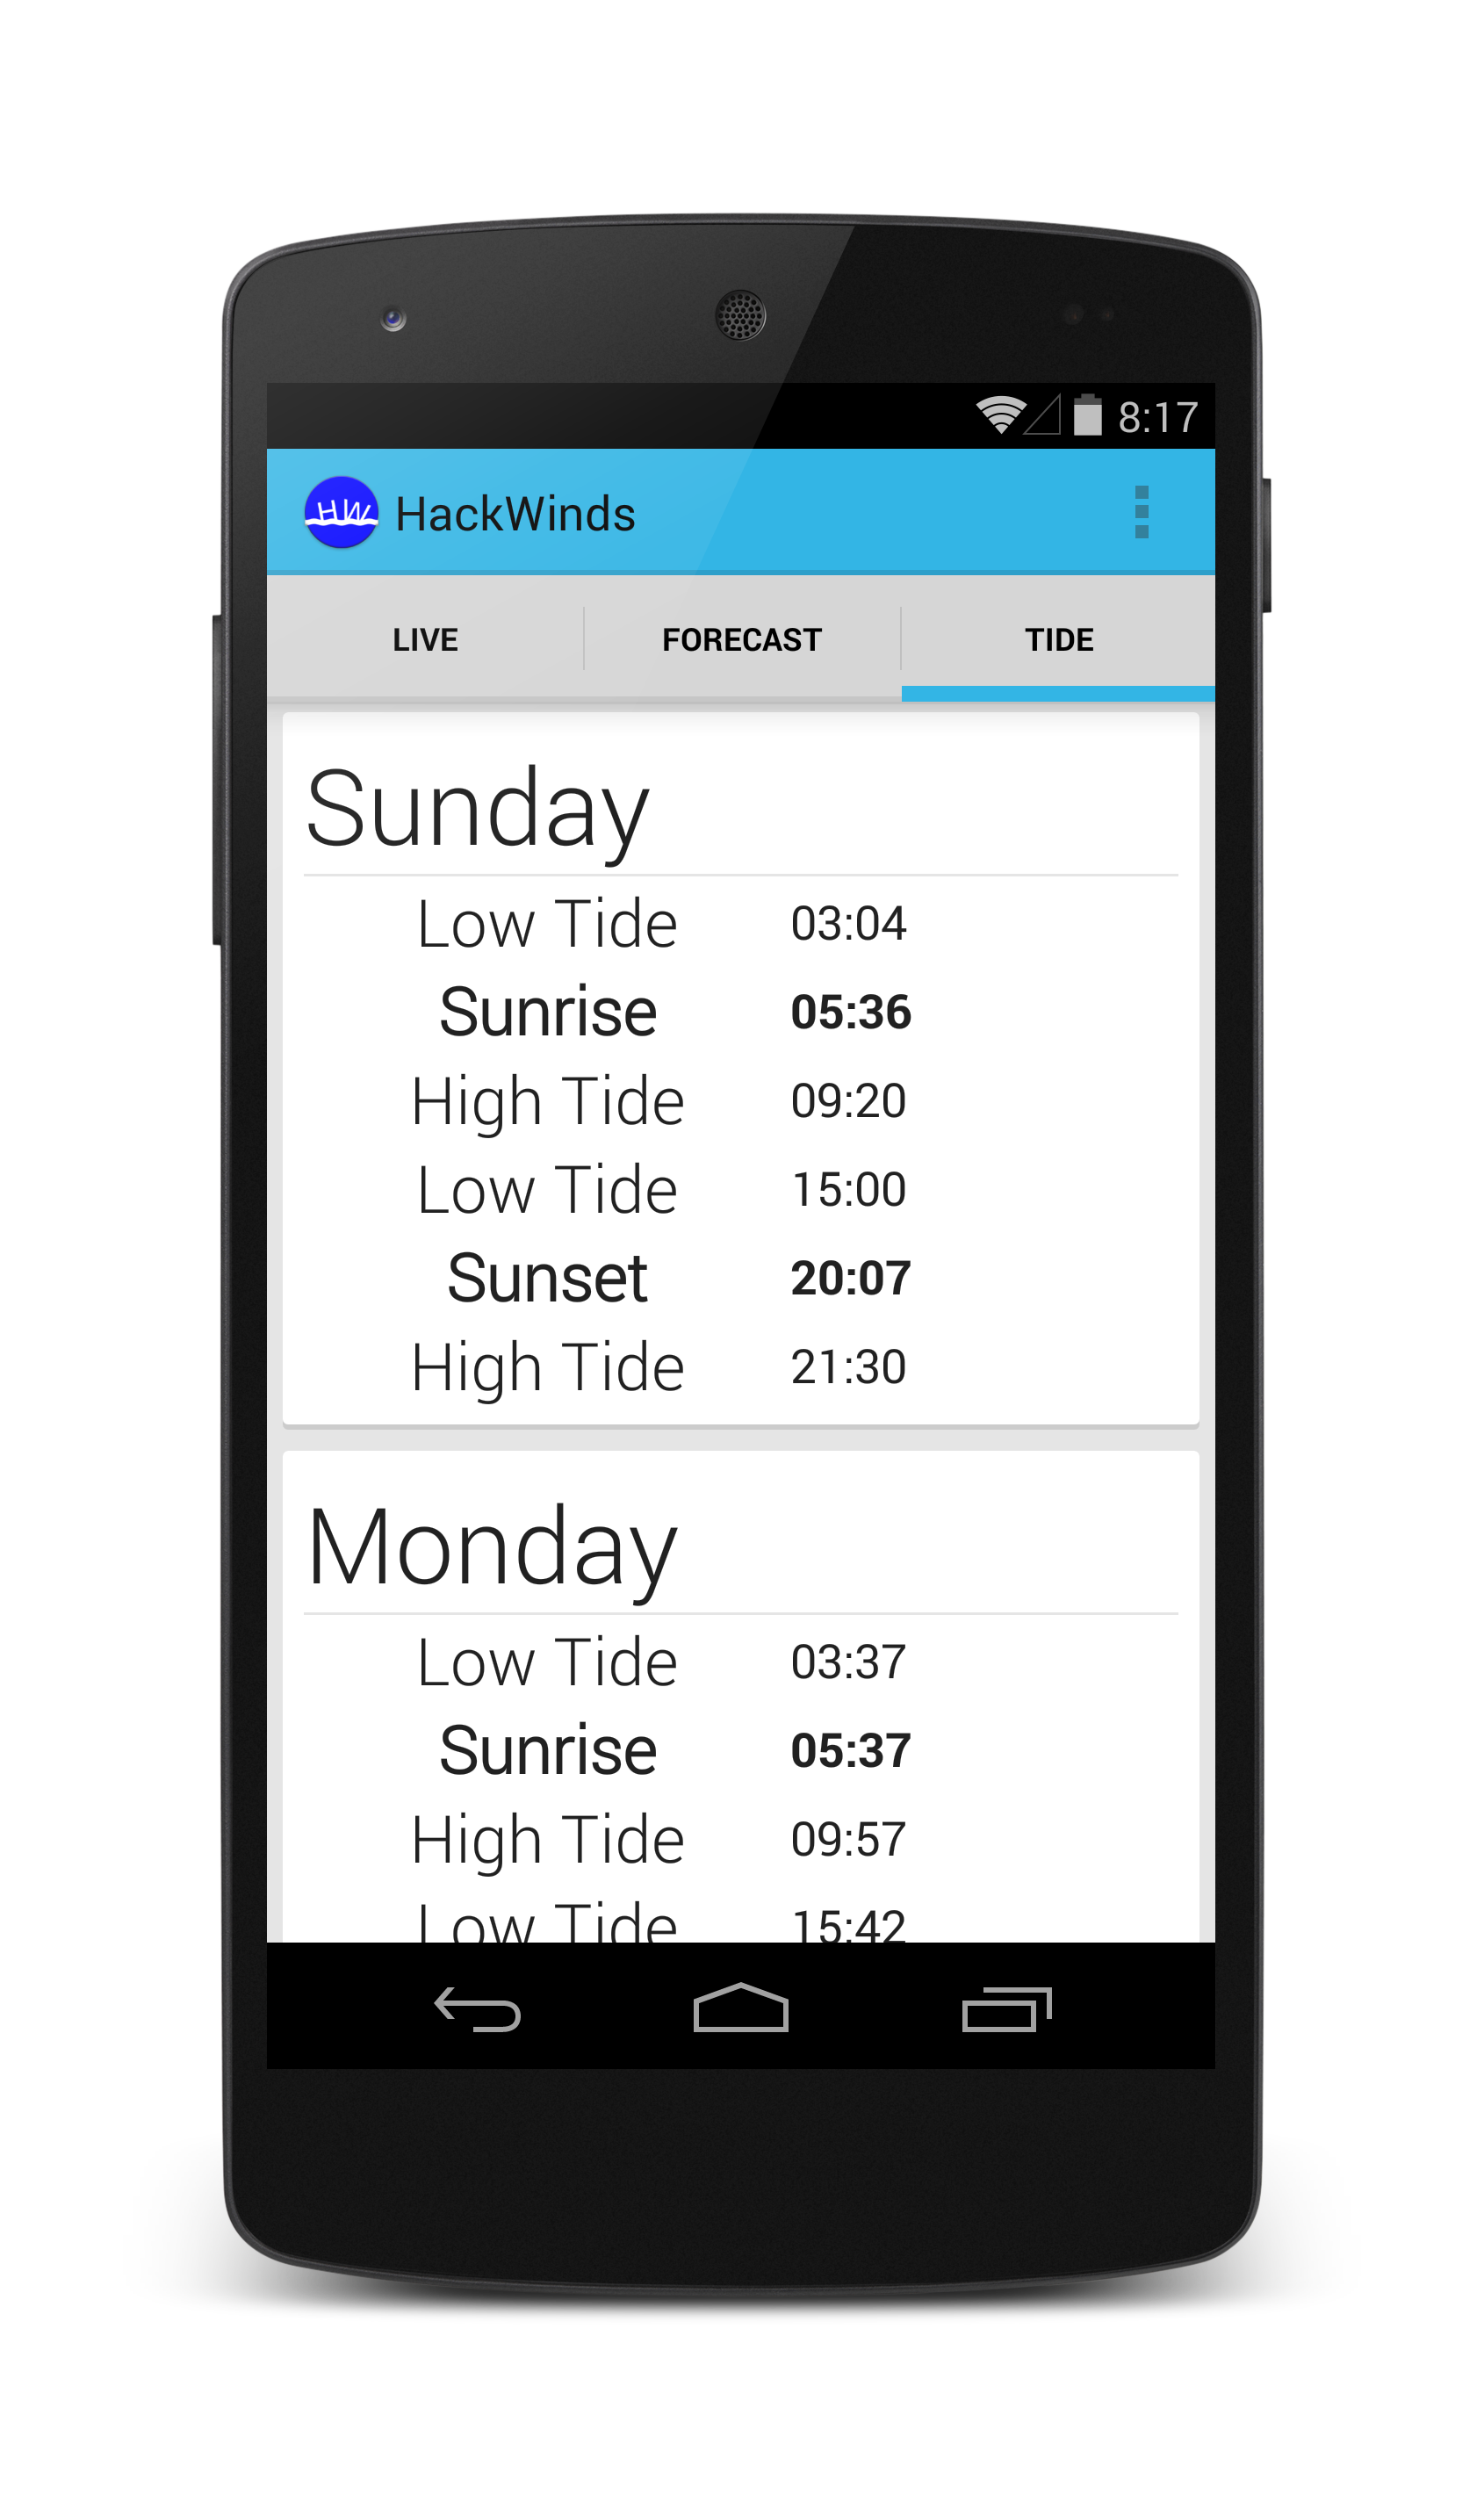 8:17
HW HackWinds
LIVE FORECAST TIDE
Sunday
Low Tide 03:04
Sunrise 05:36
High Tide 09:20
Low Tide 15:00
Sunset 20:07
High Tide 21:30
Monday
Low Tide 03:37
Sunrise 05:37
High Tide 09:57
Low Tide 15:42